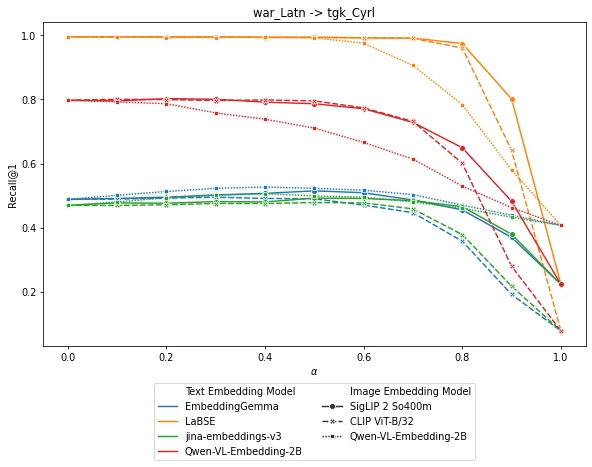 war_Latn -> tgk_Cyrl
1.0
0.8
0.6
0.4
0.2
Recall@1
0.0 0.2 0.4 0.6 0.8 1.0
α
Text Embedding Model Image Embedding Model
EmbeddingGemma SigLIP 2 So400m
LaBSE CLIP ViT-B/32
jina-embeddings-v3 Qwen-VL-Embedding-2B
Qwen-VL-Embedding-2B